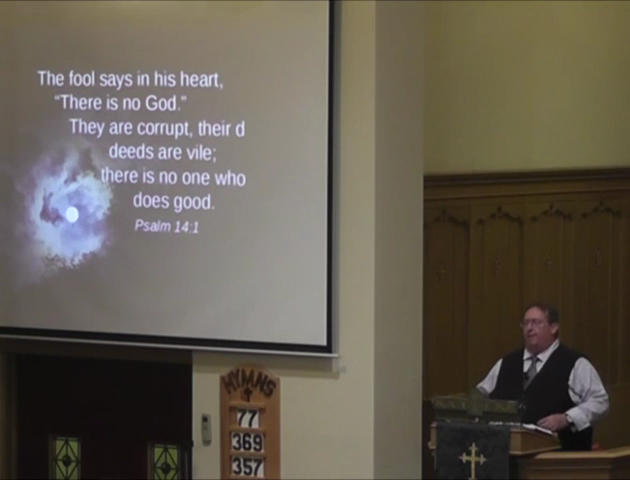 The fool says in his heart,
“There is no God.”
They are corrupt, their d
deeds are vile;
there is no one who
does good.
Psalm 14:1
HYMNS
77
369
357